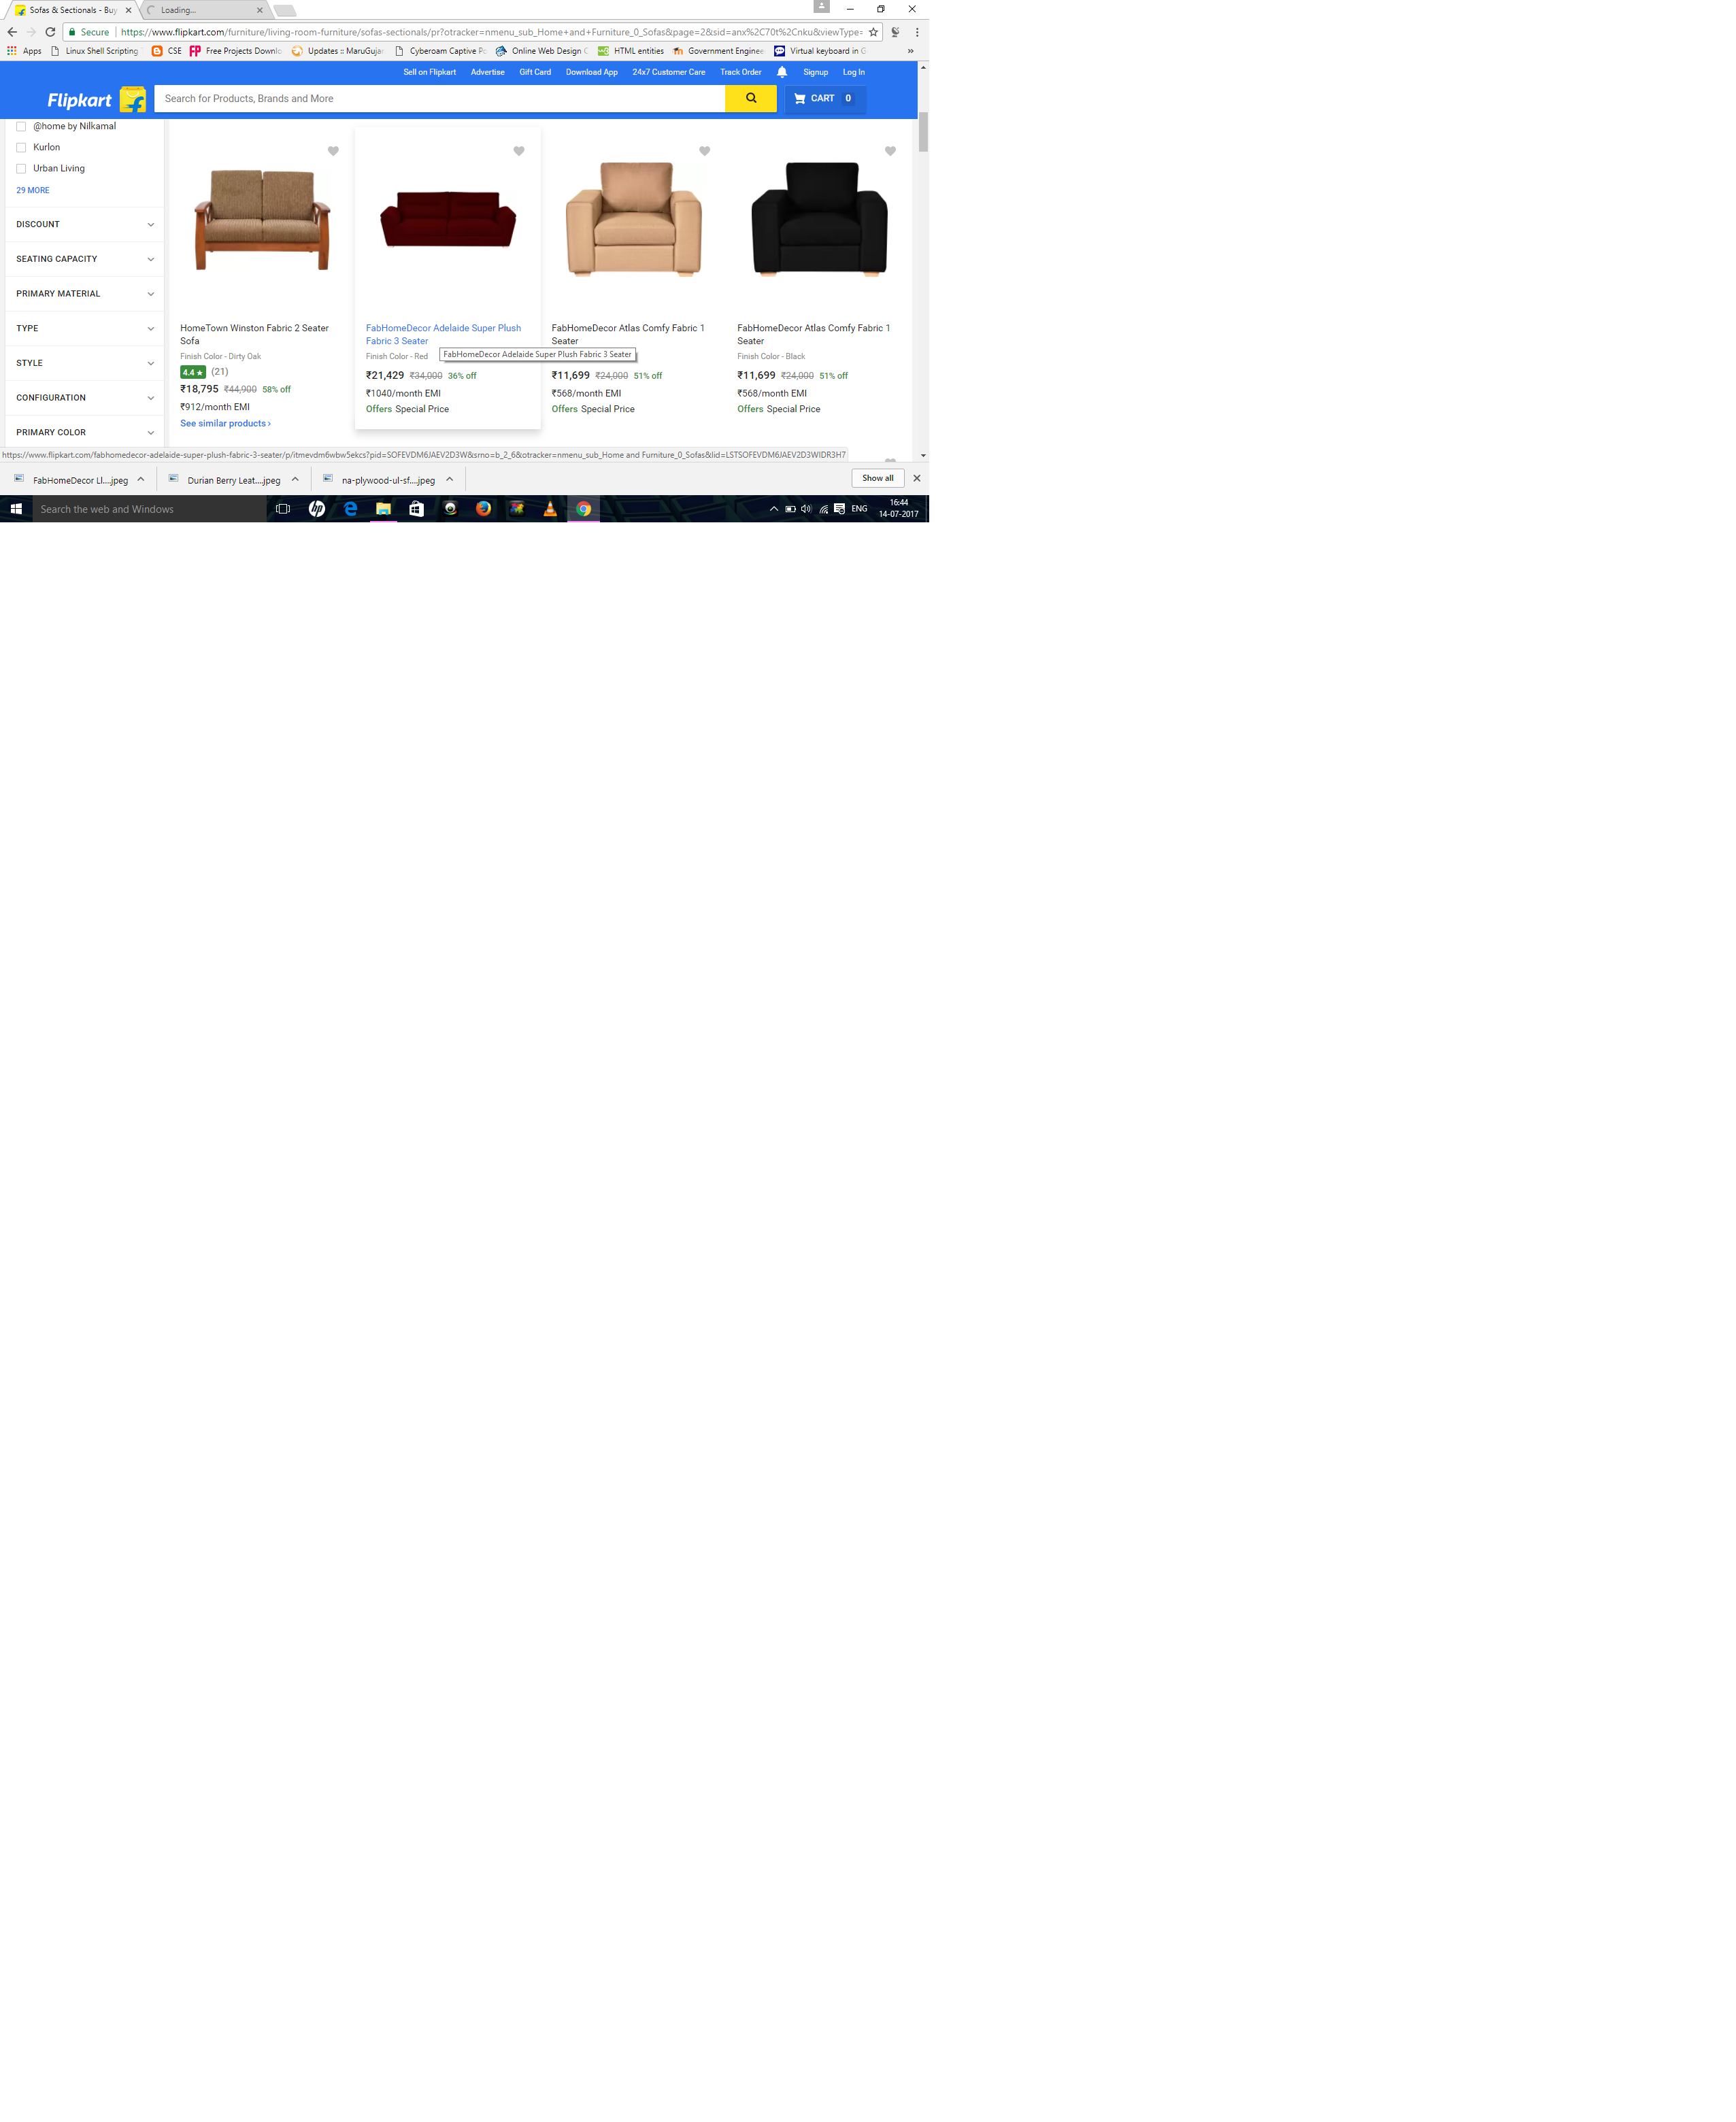 Sofas & Sectionals - Buy
Loading...
Secure https://www.flipkart.com/furniture/living-room-furniture/sofas-sectionals/pr?otracker=nmenu_sub_Home+and+Furniture_0_Sofas&page=2&sid=anx%2C70t%2Cnku&viewType=
Apps Linux Shell Scripting CSE Free Projects Downlo Updates :: MaruGujar Cyberoam Captive Po Online Web Design C HTML entities Government Enginee Virtual keyboard in G »
Sell on Flipkart Advertise Gift Card Download App 24x7 Customer Care Track Order Signup Log In
Flipkart Search for Products, Brands and More CART 0
@home by Nilkamal
Kurlon
Urban Living
29 MORE
DISCOUNT
SEATING CAPACITY
PRIMARY MATERIAL
TYPE
STYLE
CONFIGURATION
PRIMARY COLOR
HomeTown Winston Fabric 2 Seater
Sofa
Finish Color - Dirty Oak
4.4 ★ (21)
₹18,795 ₹44,900 58% off
₹912/month EMI
See similar products ›
FabHomeDecor Adelaide Super Plush
Fabric 3 Seater
Finish Color - Red
FabHomeDecor Adelaide Super Plush Fabric 3 Seater
₹21,429 ₹34,000 36% off
₹1040/month EMI
Offers Special Price
FabHomeDecor Atlas Comfy Fabric 1
Seater
₹11,699 ₹24,000 51% off
₹568/month EMI
Offers Special Price
FabHomeDecor Atlas Comfy Fabric 1
Seater
Finish Color - Black
₹11,699 ₹24,000 51% off
₹568/month EMI
Offers Special Price
https://www.flipkart.com/fabhomedecor-adelaide-super-plush-fabric-3-seater/p/itmevdm6wbw5ekcs?pid=SOFEVDM6JAEV2D3W&srno=b_2_6&otracker=nmenu_sub_Home and Furniture_0_Sofas&lid=LSTSOFEVDM6JAEV2D3WIDR3H7
FabHomeDecor Ll....jpeg Durian Berry Leat....jpeg na-plywood-ul-sf....jpeg Show all
Search the web and Windows hp ENG 16:44
14-07-2017